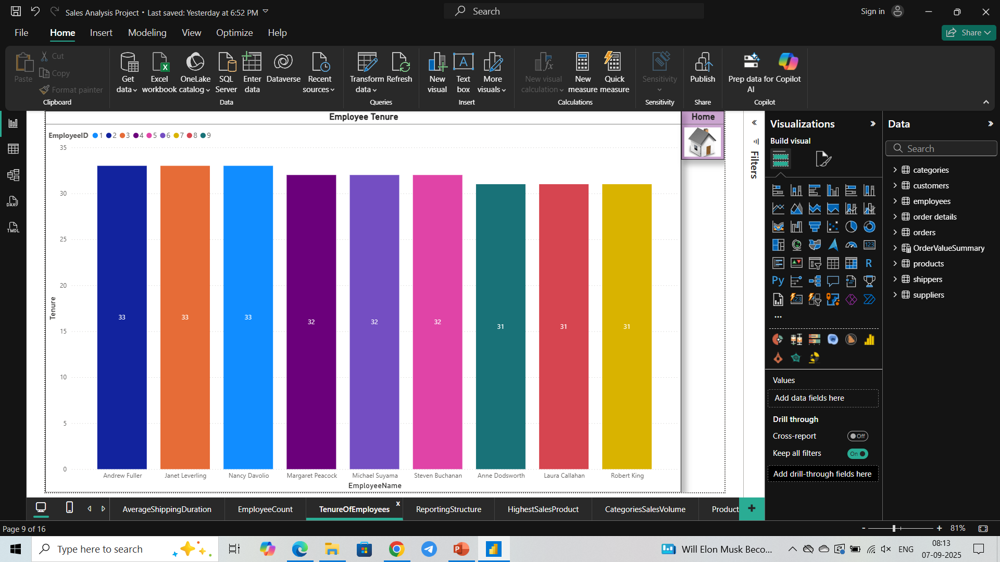 Sales Analysis Project • Last saved: Yesterday at 6:52 PM
Search
Sign in
File Home Insert Modeling View Optimize Help
Share
Paste
Cut
Copy
Format painter
Clipboard
Get data
Excel workbook
OneLake catalog
SQL Server
Enter data
Dataverse
Recent sources
Data
Transform data
Refresh
Queries
New visual
Text box
More visuals
Insert
New visual calculation
New measure
Quick measure
Calculations
Sensitivity
Sensitivity
Publish
Share
Prep data for AI
Copilot
Copilot
DAX
TMDL
Employee Tenure
Home
EmployeeID 1 2 3 4 5 6 7 8 9
Tenure
35
30
25
20
15
10
5
0
33 33 33 32 32 32 31 31 31
Andrew Fuller Janet Leverling Nancy Davolio Margaret Peacock Michael Suyama Steven Buchanan Anne Dodsworth Laura Callahan Robert King
EmployeeName
Filters
Visualizations
Build visual
123
R
Py
123
Values
Add data fields here
Drill through
Cross-report Off
Keep all filters On
Add drill-through fields here
Data
Search
categories
customers
employees
order details
orders
OrderValueSummary
products
shippers
suppliers
AverageShippingDuration EmployeeCount TenureOfEmployees x ReportingStructure HighestSalesProduct CategoriesSalesVolume Product
Page 9 of 16
- + 81%
Type here to search
Will Elon Musk Beco...
ENG
08:13
07-09-2025